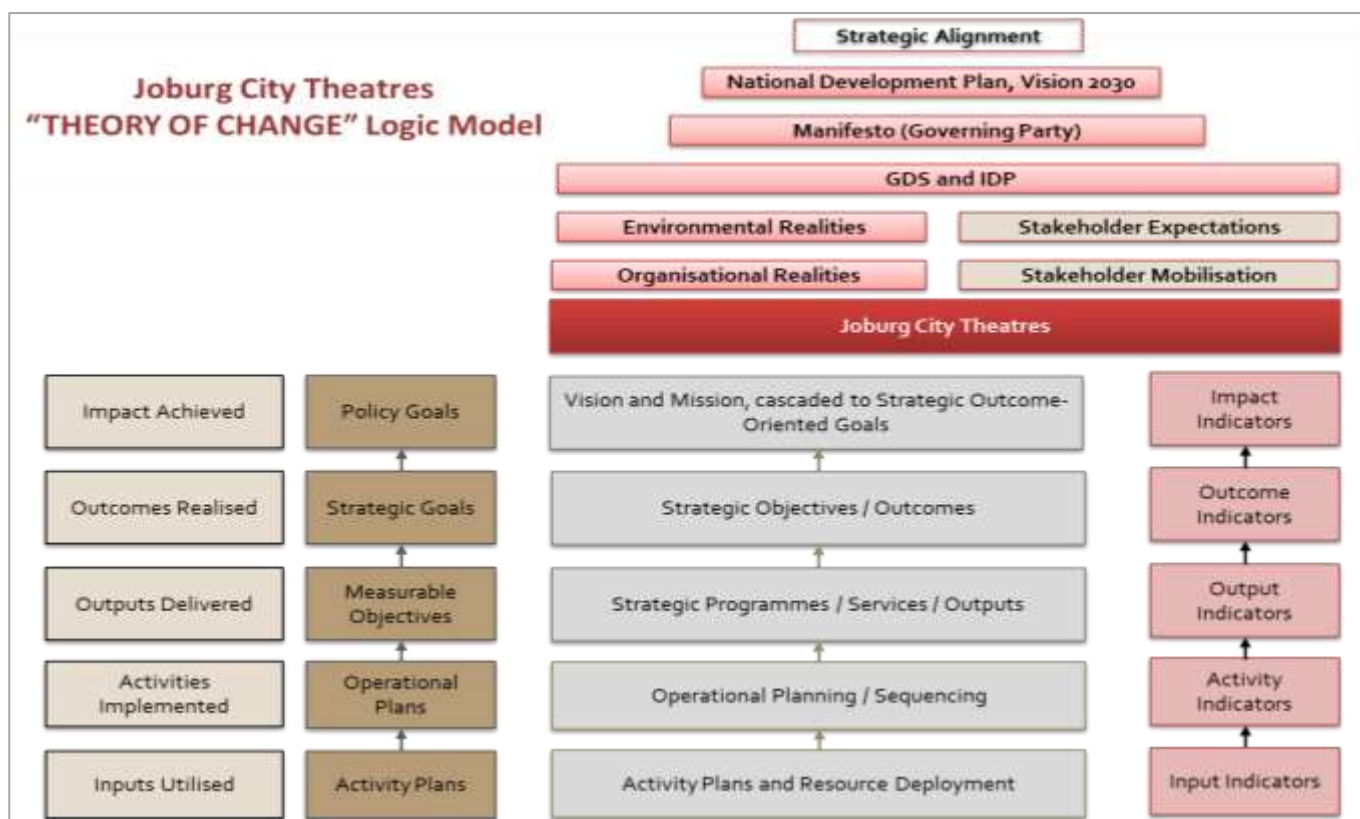 Strategic Alignment
Joburg City Theatres
"THEORY OF CHANGE" Logic Model
National Development Plan, Vision 2030
Manifesto (Governing Party)
GDS and IDP
Environmental Realities
Stakeholder Expectations
Organisational Realities
Stakeholder Mobilisation
Joburg City Theatres
Impact Achieved
Policy Goals
Vision and Mission, cascaded to Strategic Outcome-
Oriented Goals
Impact
Indicators
Outcomes Realised
Strategic Goals
Strategic Objectives / Outcomes
Outcome
Indicators
Outputs Delivered
Measurable
Objectives
Strategic Programmes / Services / Outputs
Output
Indicators
Activities
Implemented
Operational
Plans
Operational Planning / Sequencing
Activity
Indicators
Inputs Utilised
Activity Plans
Activity Plans and Resource Deployment
Input Indicators